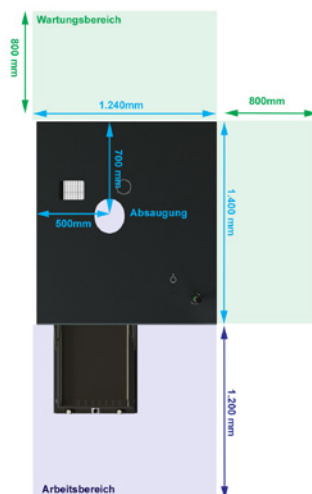 Wartungsbereich
800 mm
1.240mm
800mm
700 mm
Absaugung
500mm
1.400 mm
1.200 mm
Arbeitsbereich